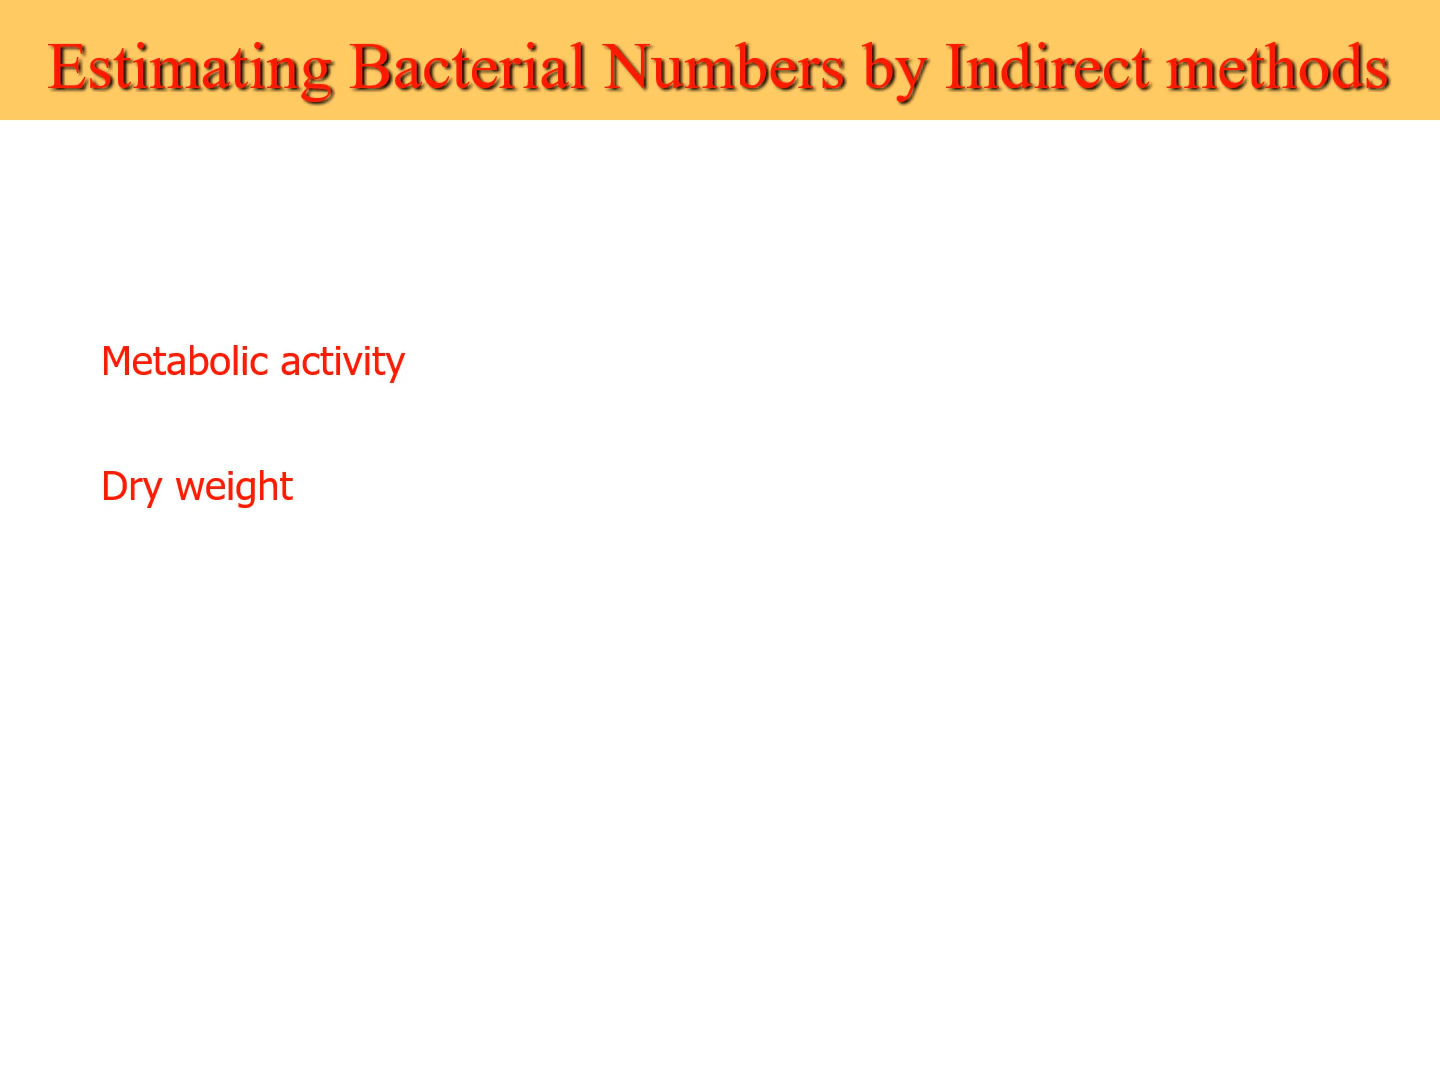 Estimating Bacterial Numbers by Indirect methods
Metabolic activity
Dry weight